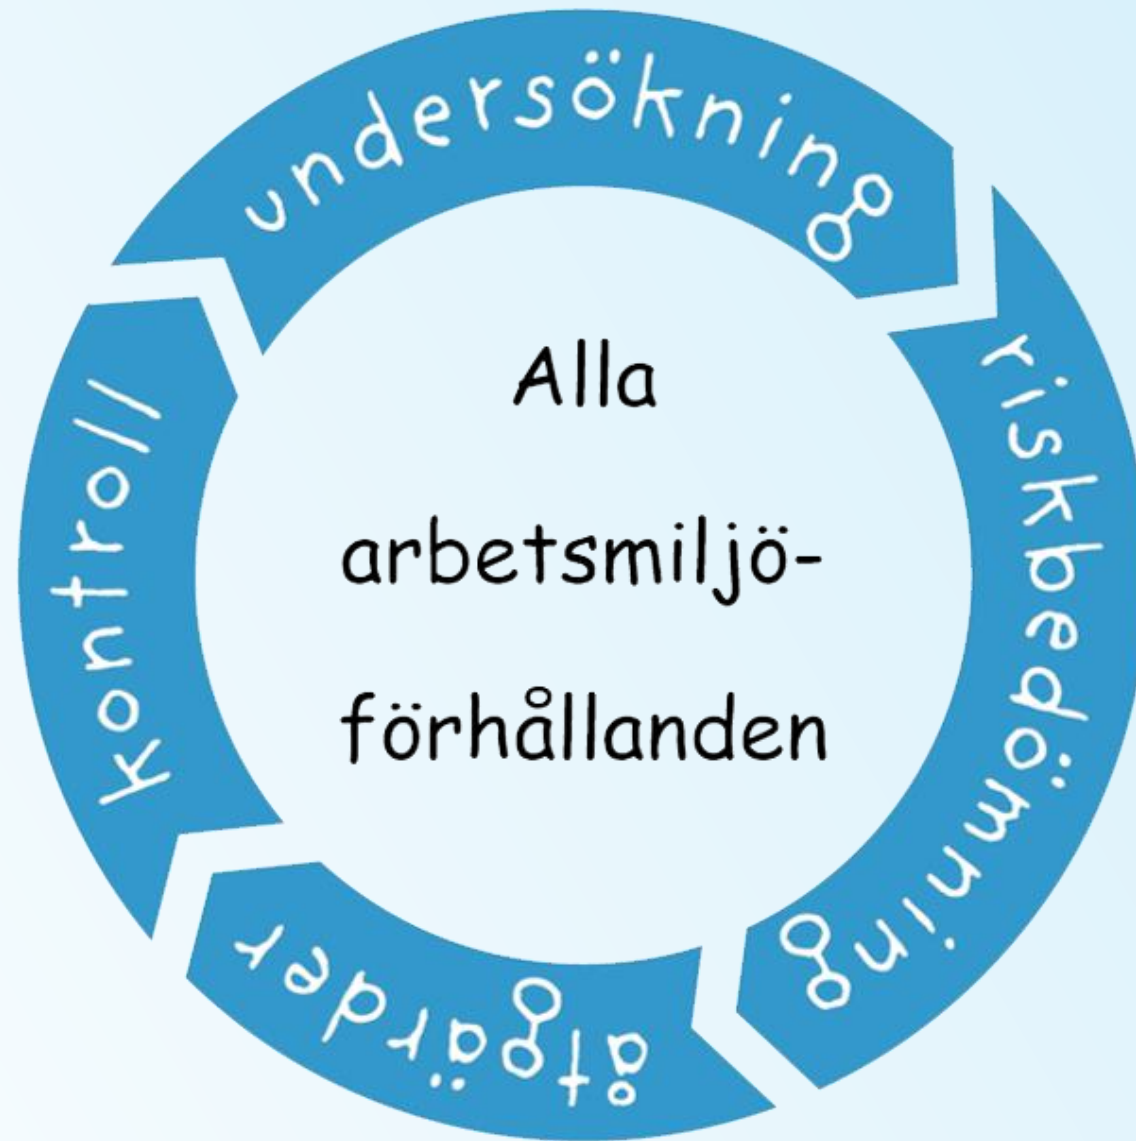 undersökning
riskbedömning
åtgärder
kontroll
Alla
arbetsmiljö-
förhållanden